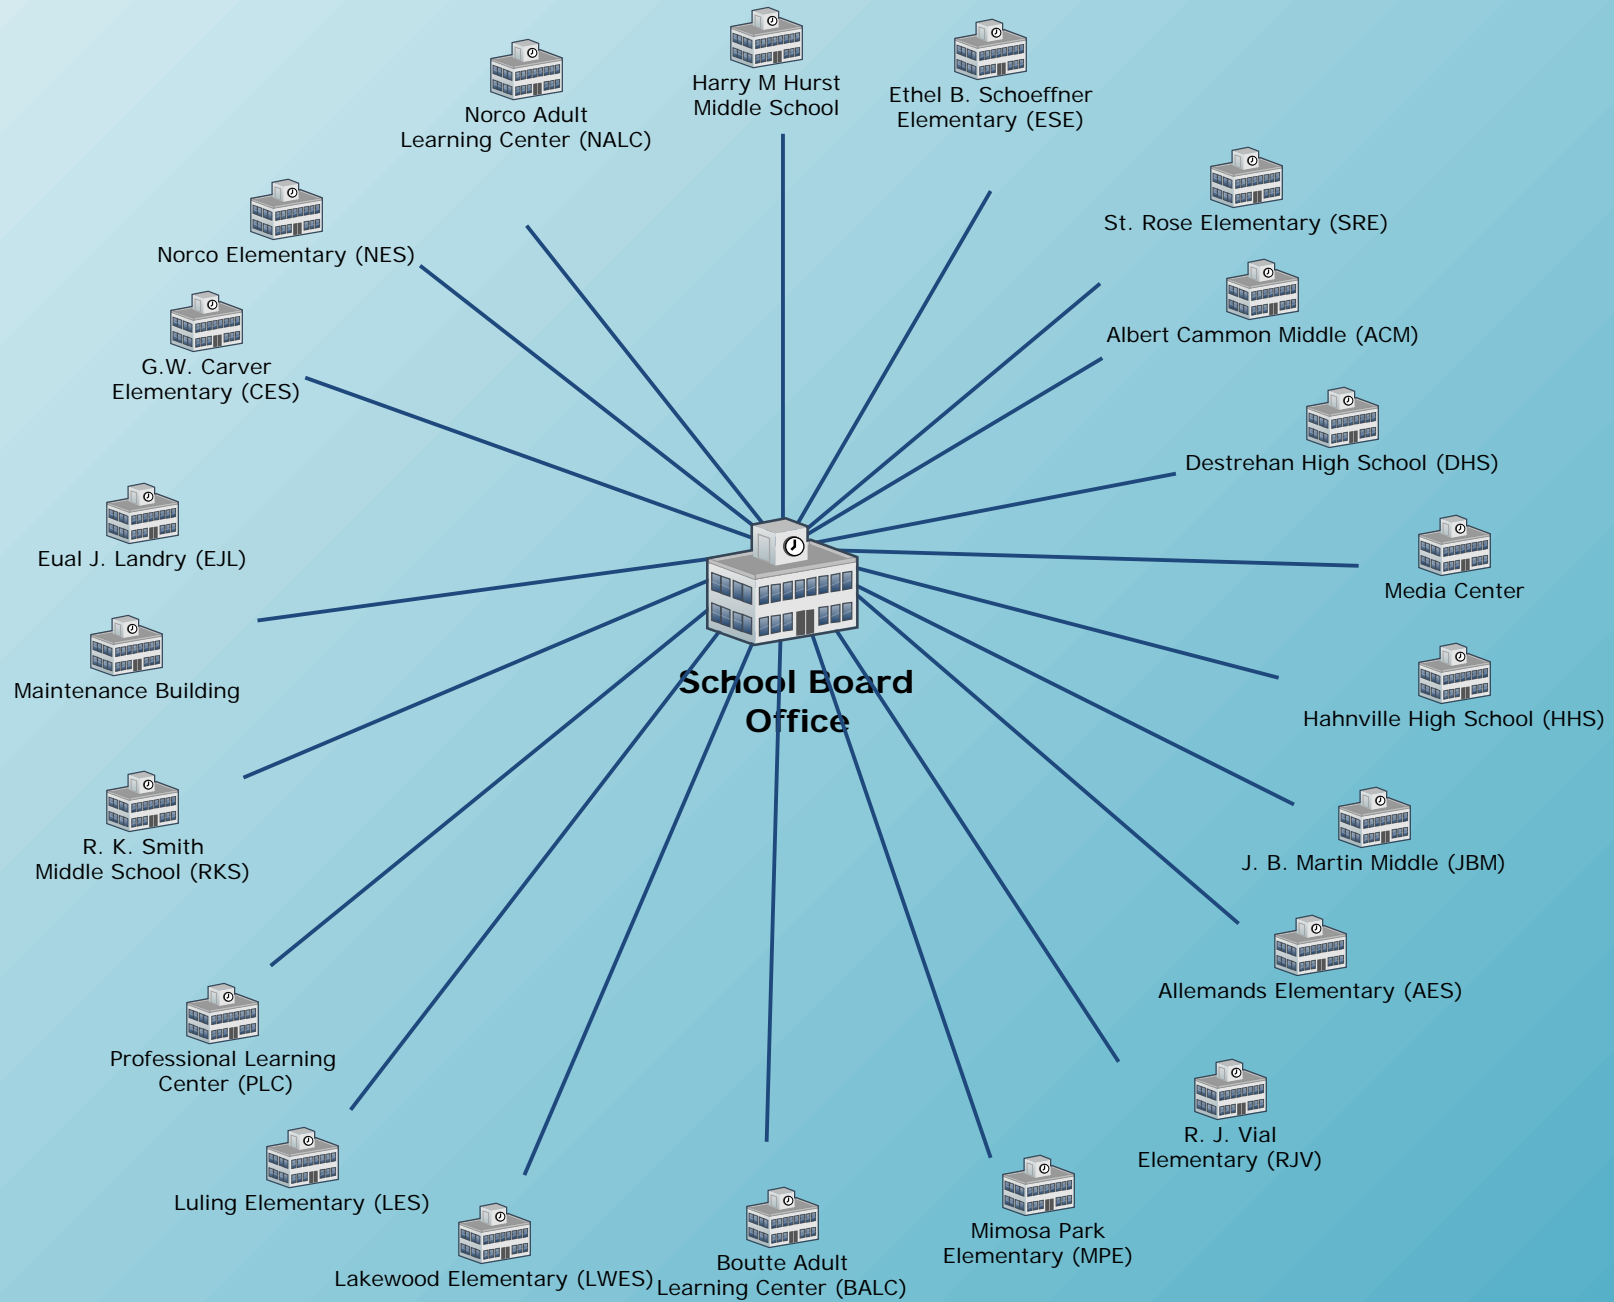 Harry M Hurst
Middle School
Ethel B. Schoeffner
Elementary (ESE)
Norco Adult
Learning Center (NALC)
St. Rose Elementary (SRE)
Norco Elementary (NES)
Albert Cammon Middle (ACM)
G.W. Carver
Elementary (CES)
Destrehan High School (DHS)
Eual J. Landry (EJL)
Media Center
Maintenance Building
School Board
Office
Hahnville High School (HHS)
R. K. Smith
Middle School (RKS)
J. B. Martin Middle (JBM)
Allemands Elementary (AES)
Professional Learning
Center (PLC)
R. J. Vial
Elementary (RJV)
Luling Elementary (LES)
Mimosa Park
Elementary (MPE)
Lakewood Elementary (LWES)
Boutte Adult
Learning Center (BALC)